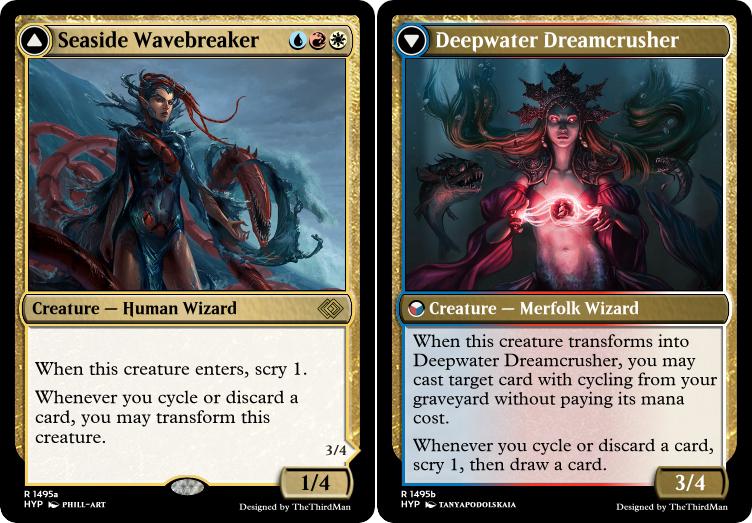 Seaside Wavebreaker
Creature — Human Wizard
When this creature enters, scry 1.
Whenever you cycle or discard a
card, you may transform this
creature.
3/4
1/4
R 1495a
HYP PHILL-ART
Designed by TheThirdMan
Deepwater Dreamcrusher
Creature — Merfolk Wizard
When this creature transforms into
Deepwater Dreamcrusher, you may
cast target card with cycling from your
graveyard without paying its mana
cost.
Whenever you cycle or discard a card,
scry 1, then draw a card.
3/4
R 1495b
HYP TANYAPODOLSKAIA
Designed by TheThirdMan